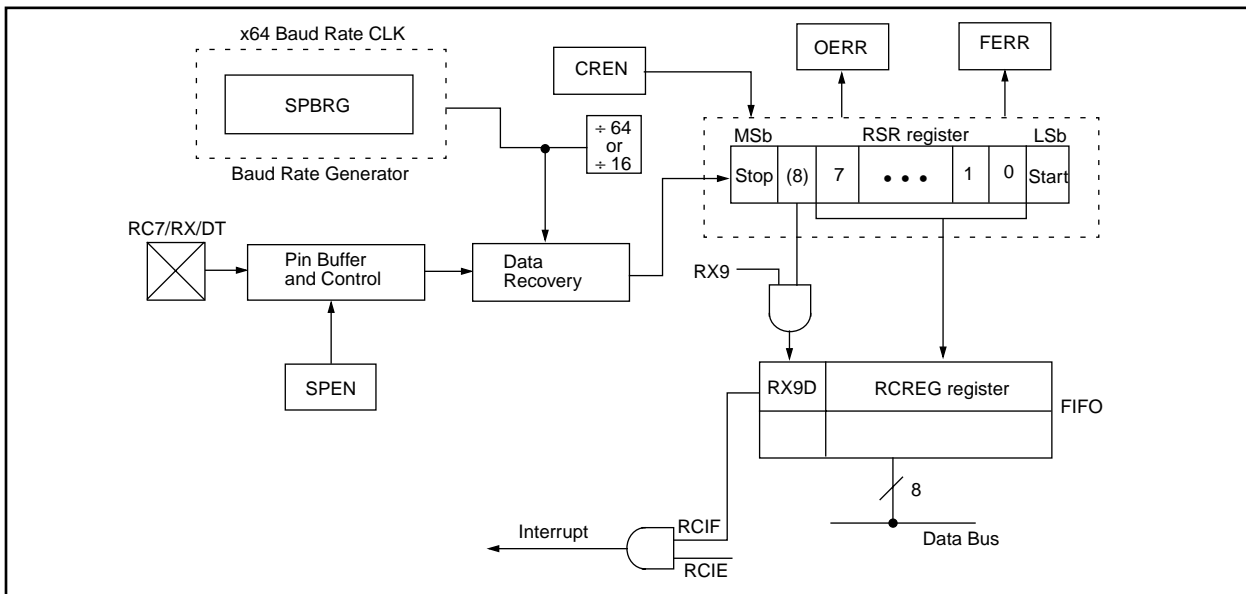 x64 Baud Rate CLK
SPBRG
Baud Rate Generator
CREN
OERR
FERR
÷ 64
or
÷ 16
MSb
RSR register
LSb
Stop
(8)
7
• • •
1
0
Start
RC7/RX/DT
Pin Buffer
and Control
Data
Recovery
SPEN
RX9
RX9D
RCREG register
FIFO
8
Data Bus
Interrupt
RCIF
RCIE